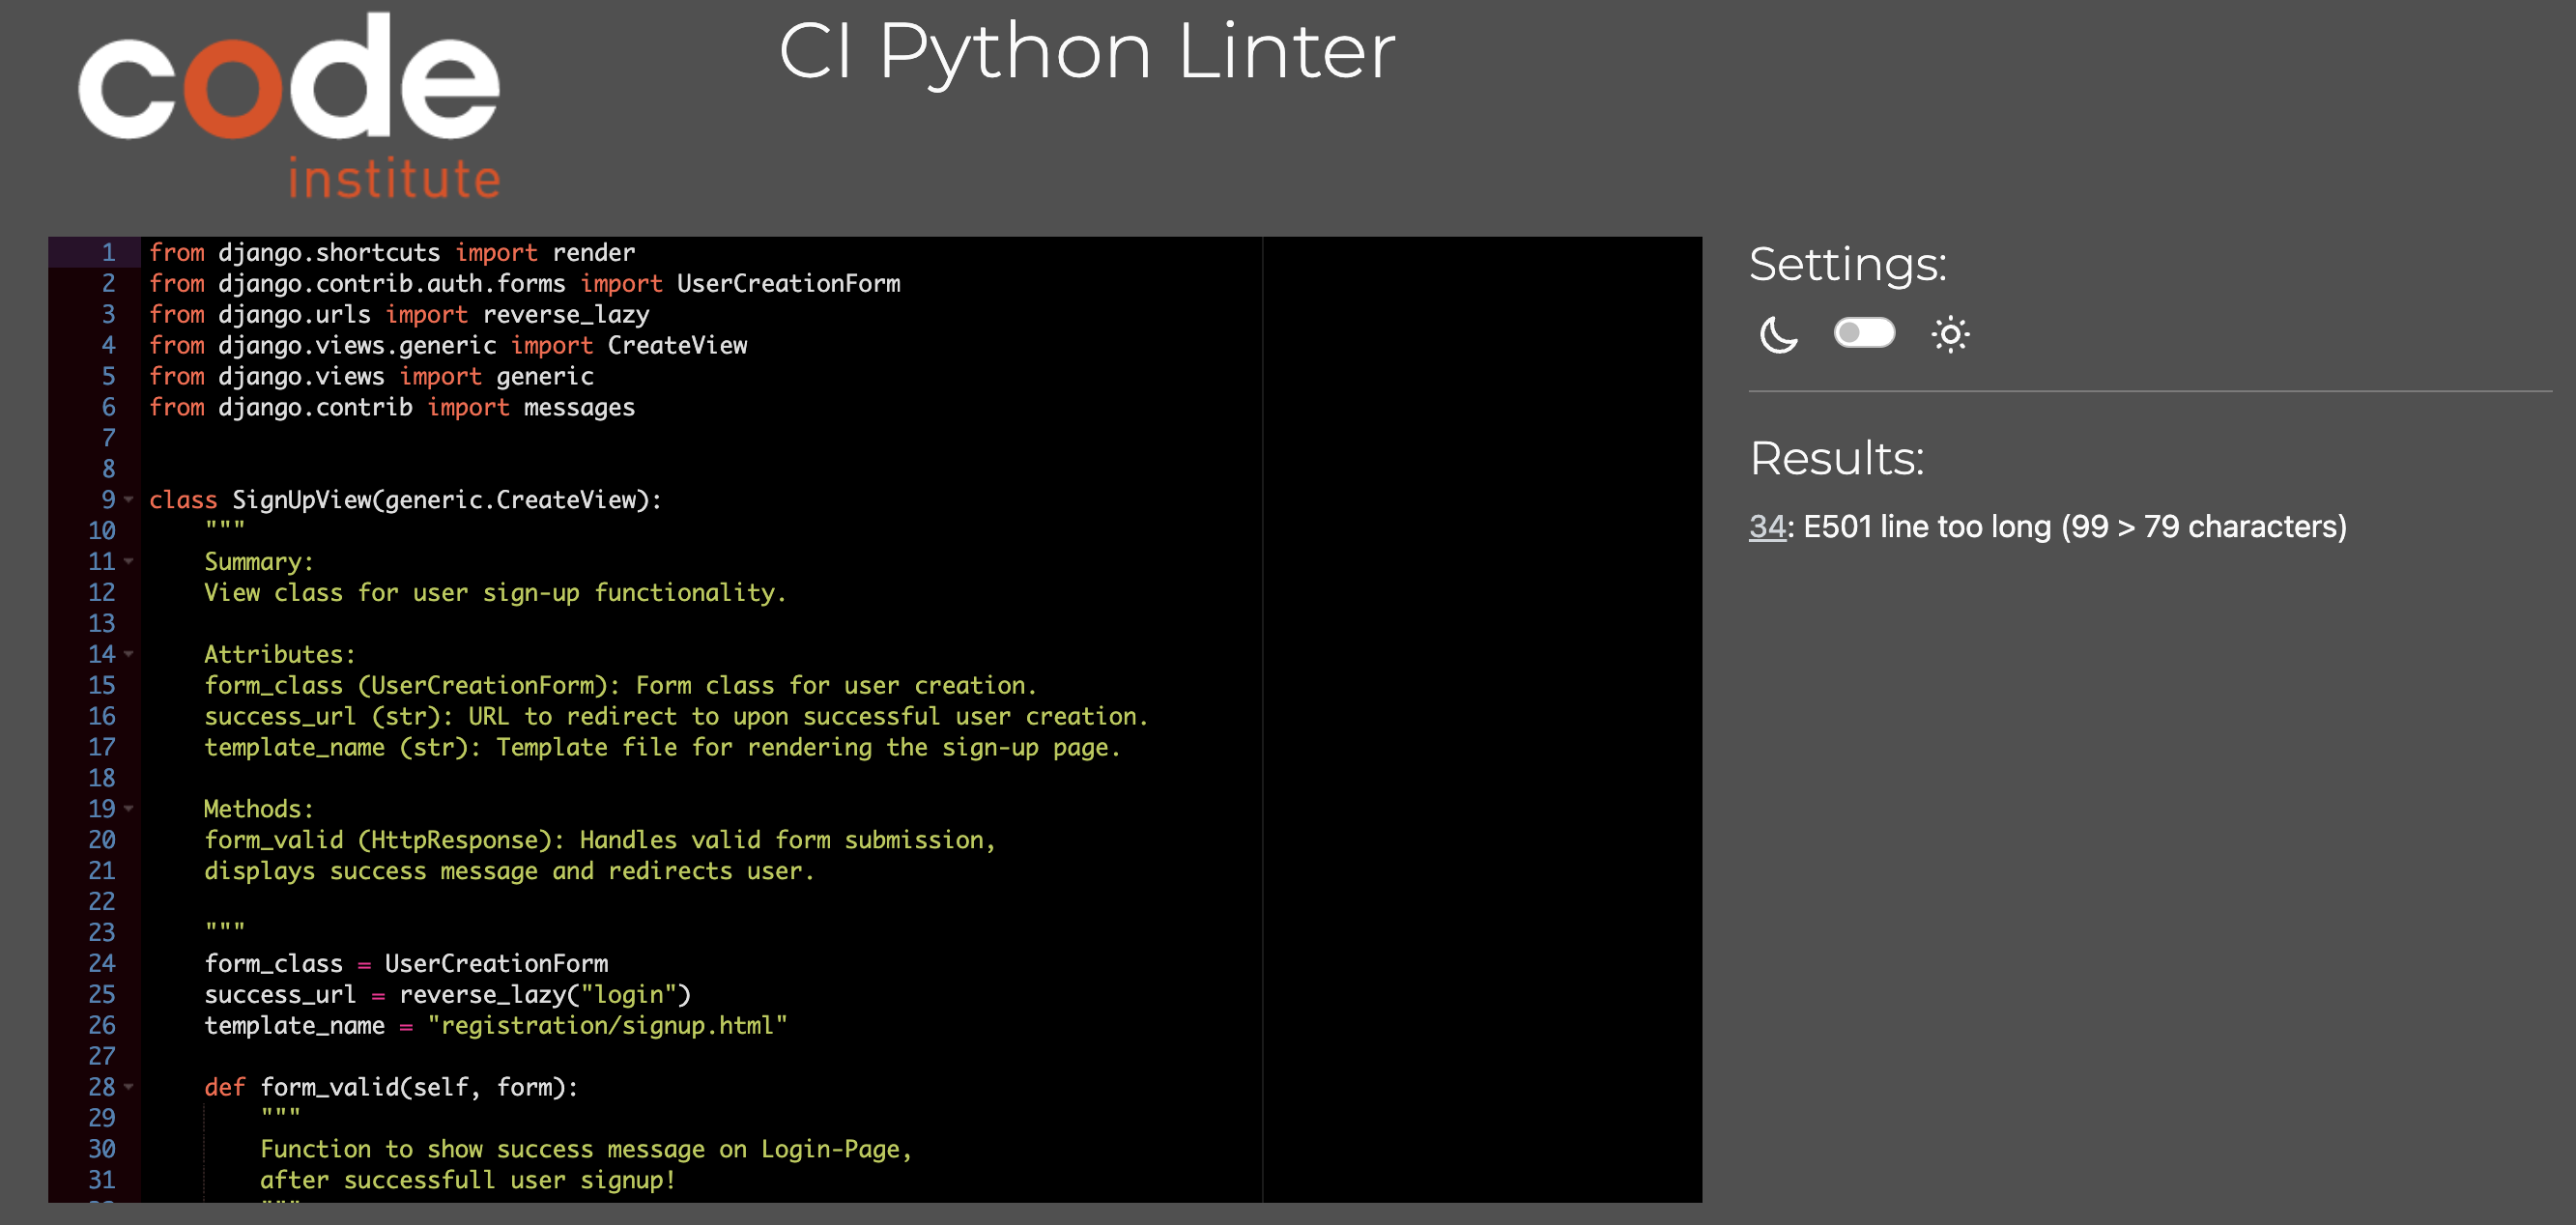 code
institute
CI Python Linter
1 from django.shortcuts import render
2 from django.contrib.auth.forms import UserCreationForm
3 from django.urls import reverse_lazy
4 from django.views.generic import CreateView
5 from django.views import generic
6 from django.contrib import messages
7
8
9 class SignUpView(generic.CreateView):
10     """
11     Summary:
12     View class for user sign-up functionality.
13
14     Attributes:
15     form_class (UserCreationForm): Form class for user creation.
16     success_url (str): URL to redirect to upon successful user creation.
17     template_name (str): Template file for rendering the sign-up page.
18
19     Methods:
20     form_valid (HttpResponse): Handles valid form submission,
21     displays success message and redirects user.
22
23     """
24     form_class = UserCreationForm
25     success_url = reverse_lazy("login")
26     template_name = "registration/signup.html"
27
28     def form_valid(self, form):
29         """
30         Function to show success message on Login-Page,
31         after successfull user signup!
Settings:
Results:
34: E501 line too long (99 > 79 characters)